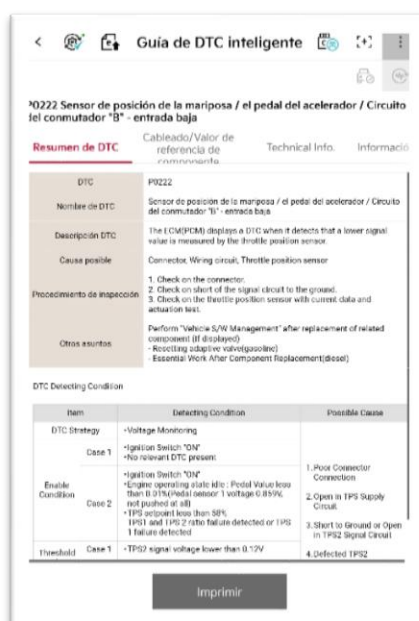 Guía de DTC inteligente
P0222 Sensor de posición de la mariposa / el pedal del acelerador / Circuito
del conmutador "B" - entrada baja
Resumen de DTC
Cableado/Valor de
referencia de
componente
Technical Info.
Informació
DTC
P0222
Nombre de DTC
Sensor de posición de la mariposa / el pedal del acelerador / Circuito
del conmutador "B" - entrada baja
Descripción DTC
The ECM(PCM) displays a DTC when it detects that a lower signal
value is measured by the throttle position sensor.
Causa posible
Connector, Wiring circuit, Throttle position sensor
Procedimiento de inspección
1. Check on the connector.
2. Check on short of the signal circuit to the ground.
3. Check on the throttle position sensor with current data and
actuation test.
Otros asuntos
Perform "Vehicle S/W Management" after replacement of related
component (If displayed)
- Resetting adaptive valve(gasoline)
- Essential Work After Component Replacement(diesel)
DTC Detecting Condition
Item
Detecting Condition
Possible Cause
DTC Strategy
•Voltage Monitoring
Enable
Condition
Case 1
•Ignition Switch "ON"
•No relevant DTC present
Case 2
•Ignition Switch "ON"
•Engine operating state idle : Pedal Value less
than 0.01%(Pedal sensor 1 voltage 0.859V,
not pushed at all)
•TPS setpoint less than 58%
TPS1 and TPS 2 ratio failure detected or TPS
1 failure detected
Threshold
Case 1
•TPS2 signal voltage lower than 0.12V
1.Poor Connector
Connection
2.Open in TPS Supply
Circuit
3.Short to Ground or Open
in TPS2 Signal Circuit
4.Defected TPS2
Imprimir